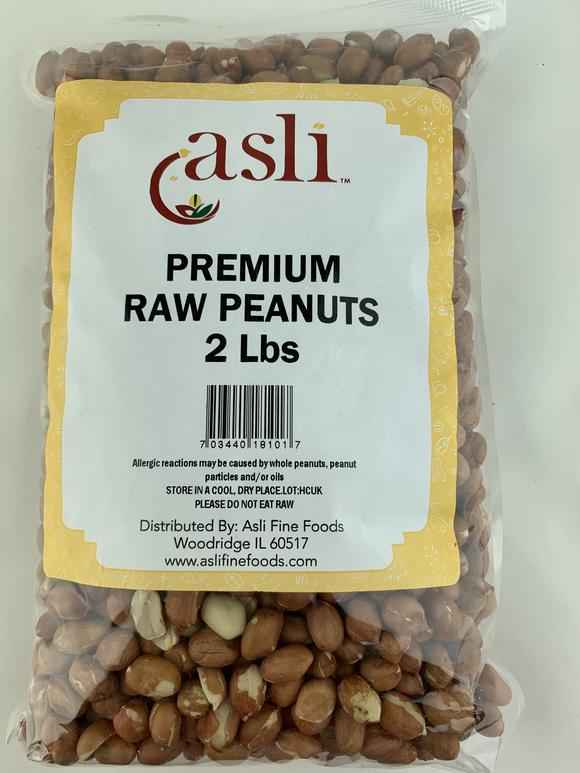 asli™
PREMIUM
RAW PEANUTS
2 Lbs
7 03440 18101 7
Allergic reactions may be caused by whole peanuts, peanut
particles and/or oils
STORE IN A COOL, DRY PLACE.LOT:HCUK
PLEASE DO NOT EAT RAW
Distributed By: Asli Fine Foods
Woodridge IL 60517
www.aslifinefoods.com